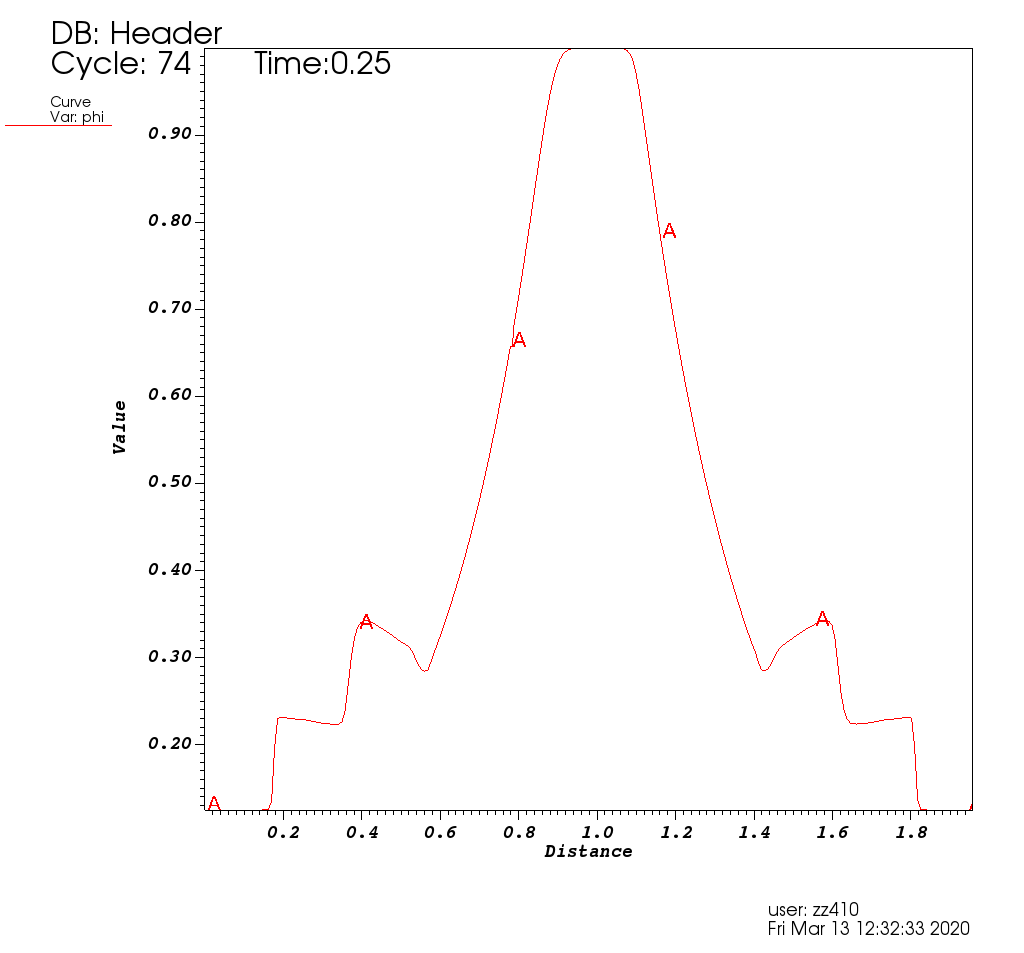 DB: Header
Cycle: 74 Time:0.25
Curve
Var: phi
0.90
0.80
0.70
0.60
0.50
0.40
0.30
0.20
Value
A
A
A
A
A
0.2 0.4 0.6 0.8 1.0 1.2 1.4 1.6 1.8
Distance
user: zz410
Fri Mar 13 12:32:33 2020